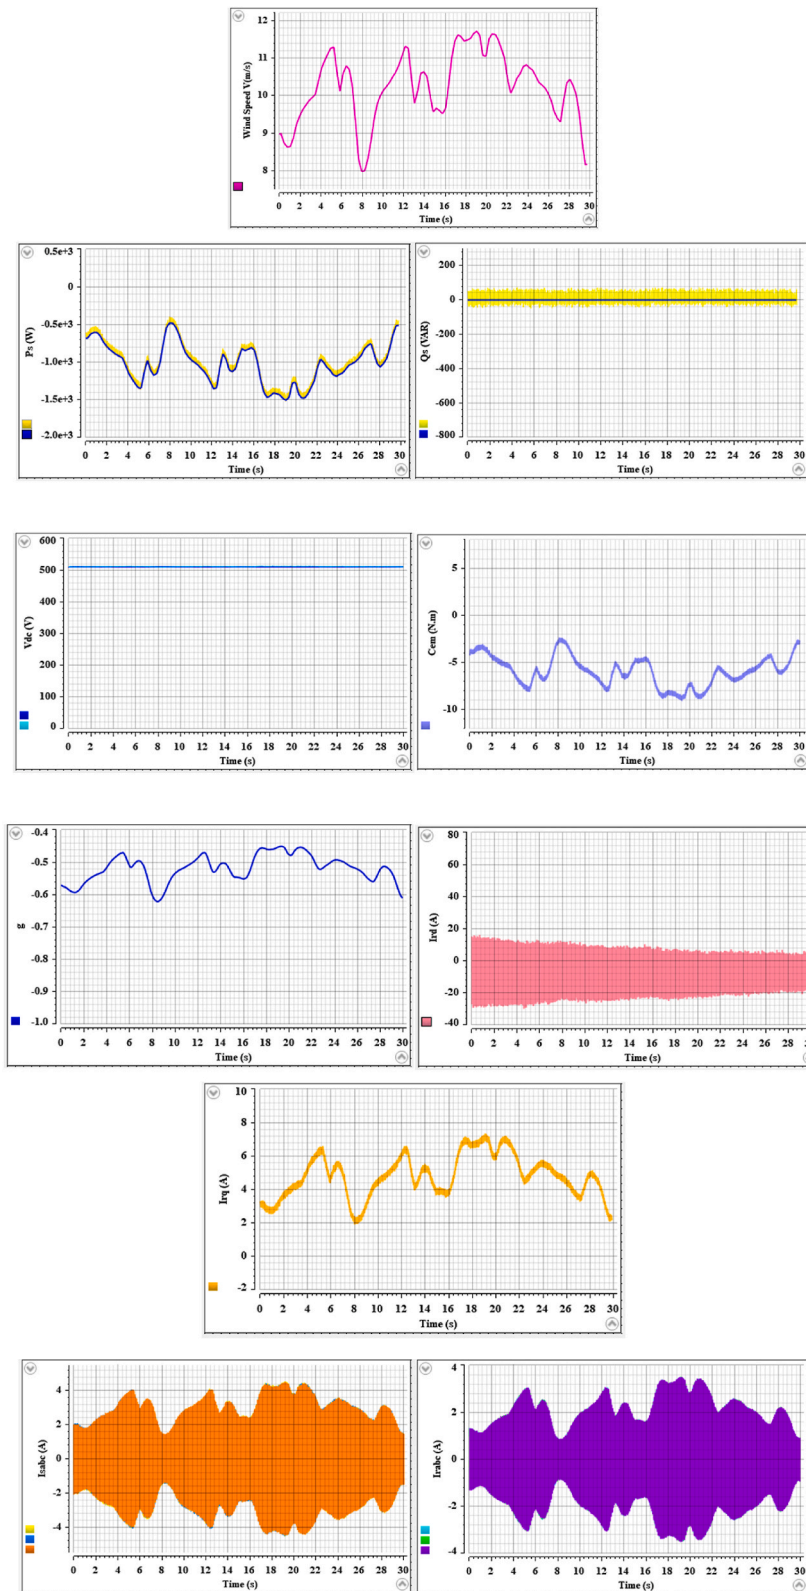 12
11
10
9
8
Wind Speed V(m/s)
0 2 4 6 8 10 12 14 16 18 20 22 24 26 28 30
Time (s)
0.5e+3
0
-0.5e+3
-1.0e+3
-1.5e+3
-2.0e+3
Ps (W)
0 2 4 6 8 10 12 14 16 18 20 22 24 26 28 30
Time (s)
200
0
-200
-400
-600
-800
Qs (VAR)
0 2 4 6 8 10 12 14 16 18 20 22 24 26 28 30
Time (s)
600
500
400
300
200
100
0
Vdc (V)
0 2 4 6 8 10 12 14 16 18 20 22 24 26 28 30
Time (s)
5
0
-5
-10
Cem (N.m)
0 2 4 6 8 10 12 14 16 18 20 22 24 26 28 30
Time (s)
-0.4
-0.5
-0.6
-0.7
-0.8
-0.9
-1.0
g
0 2 4 6 8 10 12 14 16 18 20 22 24 26 28 30
Time (s)
80
60
40
20
0
-20
-40
Ird (A)
0 2 4 6 8 10 12 14 16 18 20 22 24 26 28
Time (s)
10
8
6
4
2
0
-2
Irq (A)
0 2 4 6 8 10 12 14 16 18 20 22 24 26 28 30
Time (s)
4
2
0
-2
-4
Isabc (A)
0 2 4 6 8 10 12 14 16 18 20 22 24 26 28 30
Time (s)
4
2
0
-2
-4
Irabc (A)
0 2 4 6 8 10 12 14 16 18 20 22 24 26 28 30
Time (s)